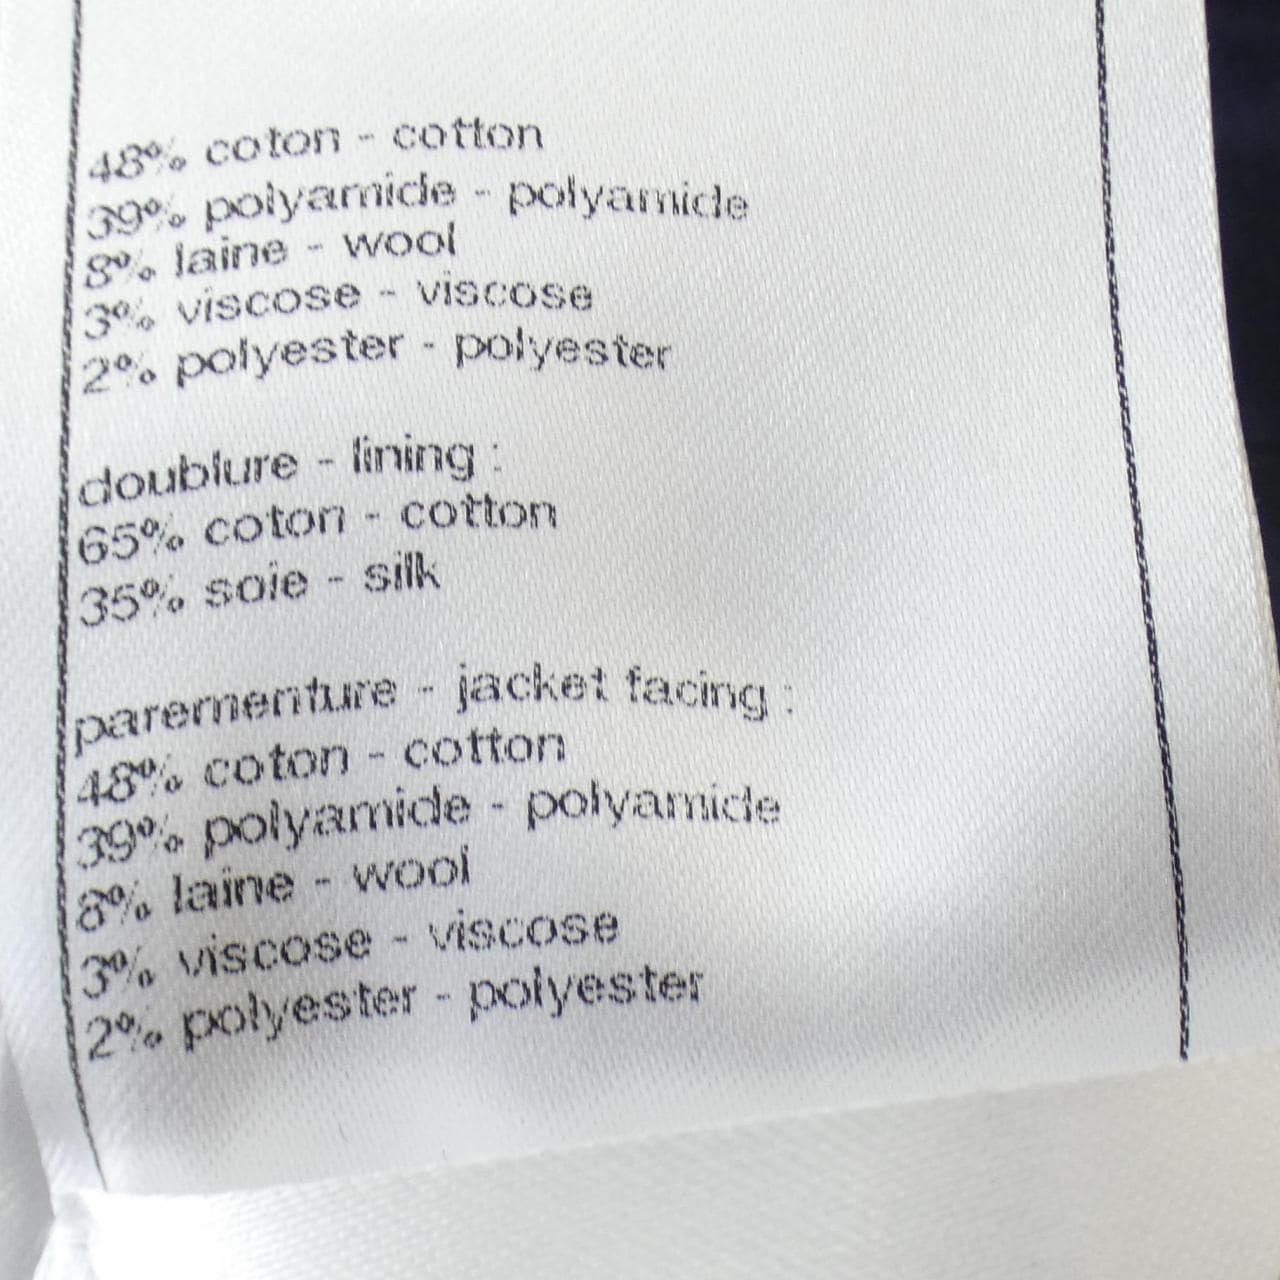 48% coton - cotton
39% polyamide - polyamide
8% laine - wool
3% viscose - viscose
2% polyester - polyester
doublure - lining :
65% coton - cotton
35% soie - silk
parementure - jacket facing :
48% coton - cotton
39% polyamide - polyamide
8% laine - wool
3% viscose - viscose
2% polyester - polyester